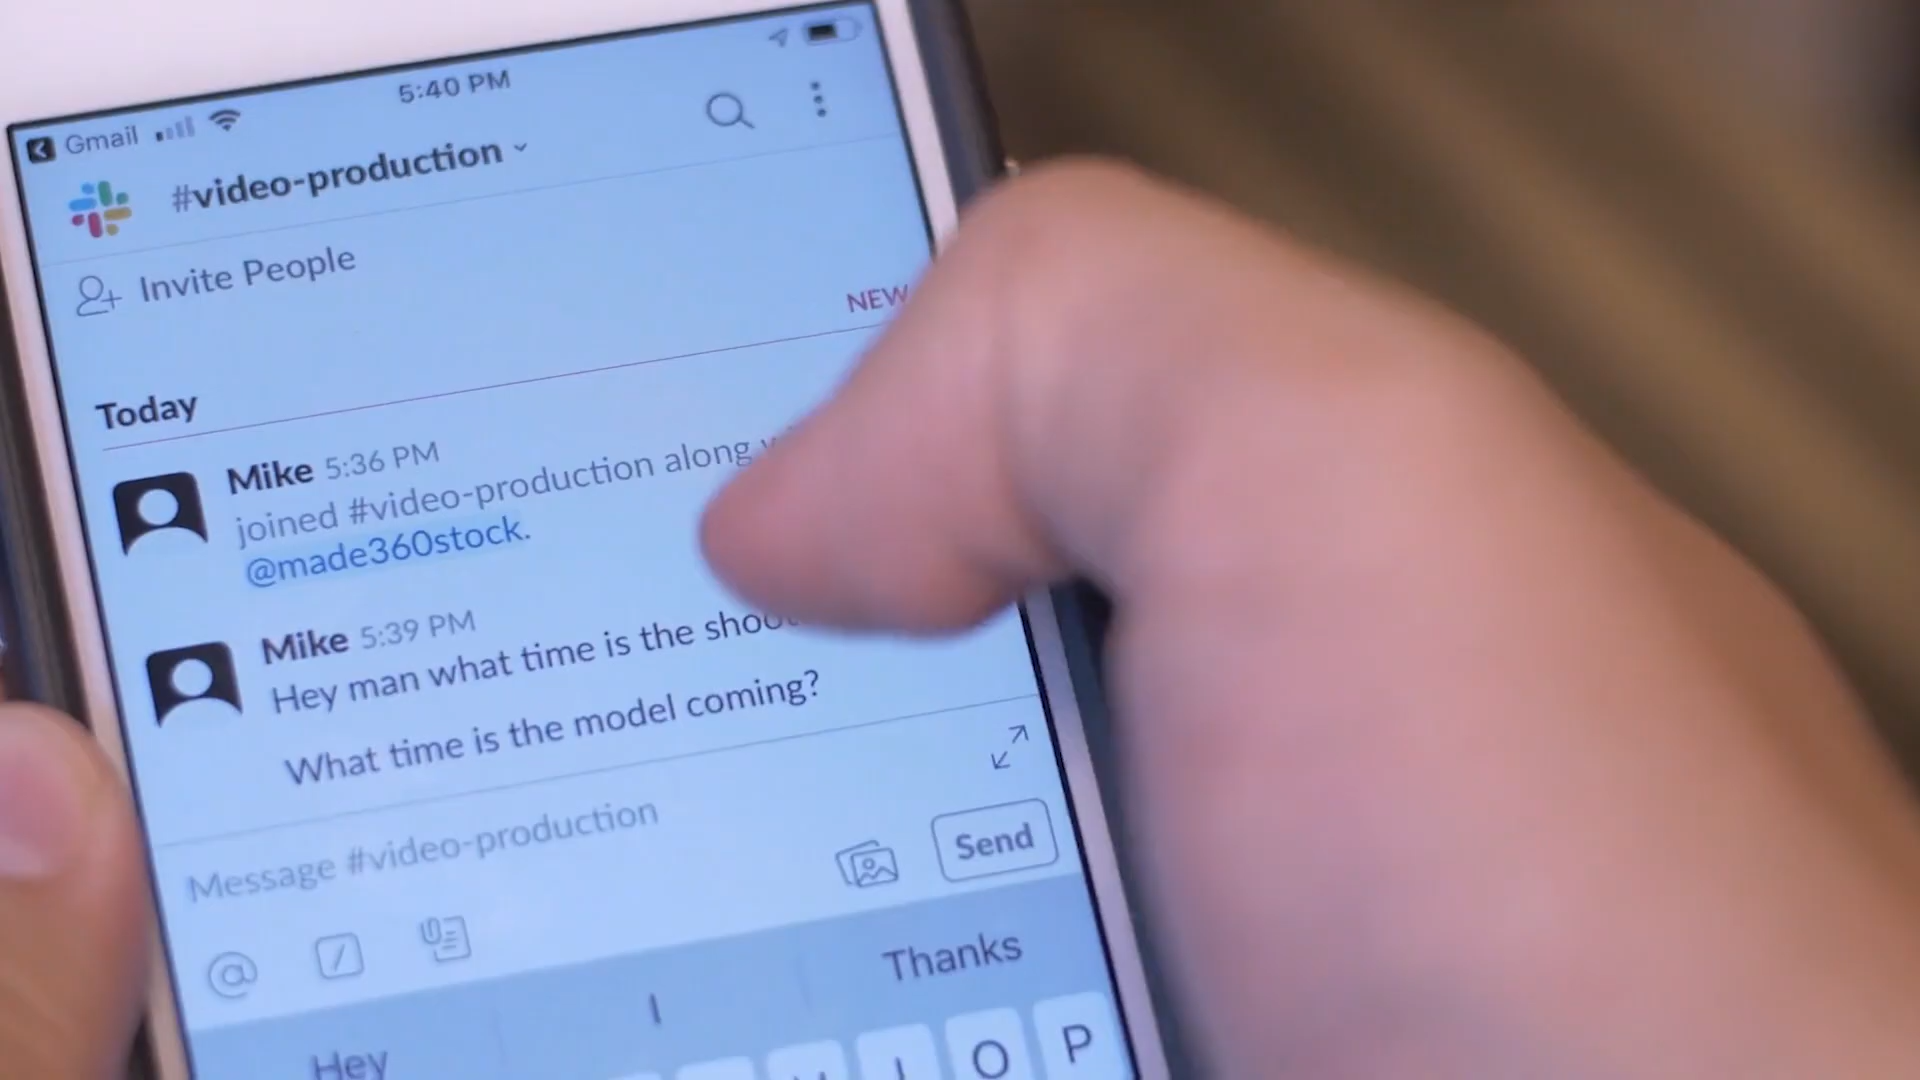 5:40 PM
Gmail
#video-production
Invite People
NEW
Today
Mike 5:36 PM
joined #video-production along
@made360stock.
Mike 5:39 PM
Hey man what time is the shoot
What time is the model coming?
Message #video-production
Send
Hey I Thanks
I O P